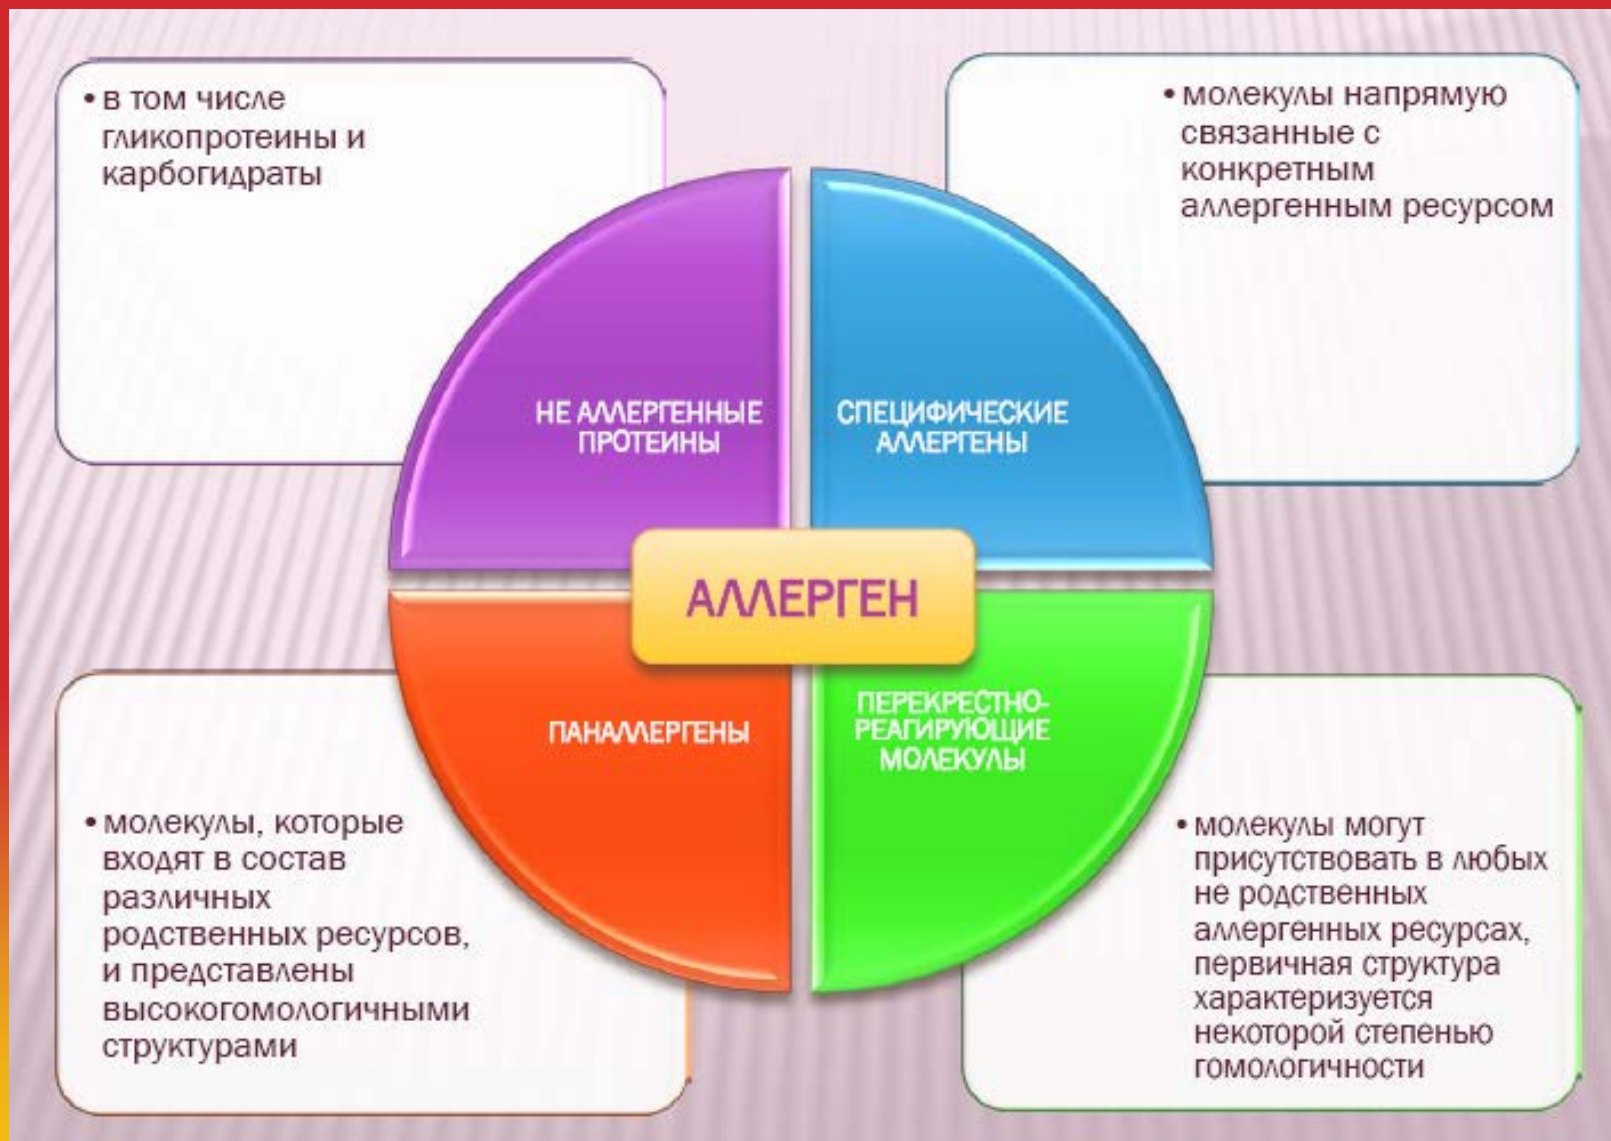 • в том числе
гликопротеины и
карбогидраты
• молекулы напрямую
связанные с
конкретным
аллергенным ресурсом
НЕ АЛЛЕРГЕННЫЕ
ПРОТЕИНЫ
СПЕЦИФИЧЕСКИЕ
АЛЛЕРГЕНЫ
АЛЛЕРГЕН
ПАНАЛЛЕРГЕНЫ
ПЕРЕКРЕСТНО-
РЕАГИРУЮЩИЕ
МОЛЕКУЛЫ
• молекулы, которые
входят в состав
различных
родственных ресурсов,
и представлены
высокогомологичными
структурами
• молекулы могут
присутствовать в любых
не родственных
аллергенных ресурсах,
первичная структура
характеризуется
некоторой степенью
гомологичности